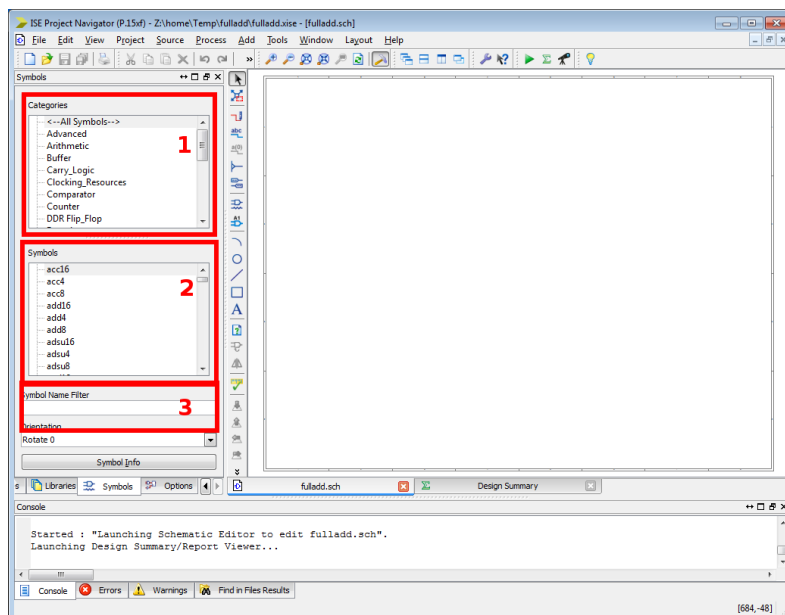 ISE Project Navigator (P.15xf) - Z:\home\Temp\fulladd\fulladd.xise - [fulladd.sch]
File Edit View Project Source Process Add Tools Window Layout Help
Symbols
Categories
<--All Symbols-->
Advanced
Arithmetic
Buffer
Carry_Logic
Clocking_Resources
Comparator
Counter
DDR Flip_Flop
1
Symbols
acc16
acc4
acc8
add16
add4
add8
adsu16
adsu4
adsu8
2
Symbol Name Filter
3
Orientation
Rotate 0
Symbol Info
abc
A1
A
s Libraries Symbols Options
fulladd.sch
Design Summary
Console
Started : "Launching Schematic Editor to edit fulladd.sch".
Launching Design Summary/Report Viewer...
Console Errors Warnings Find in Files Results
[684,-48]